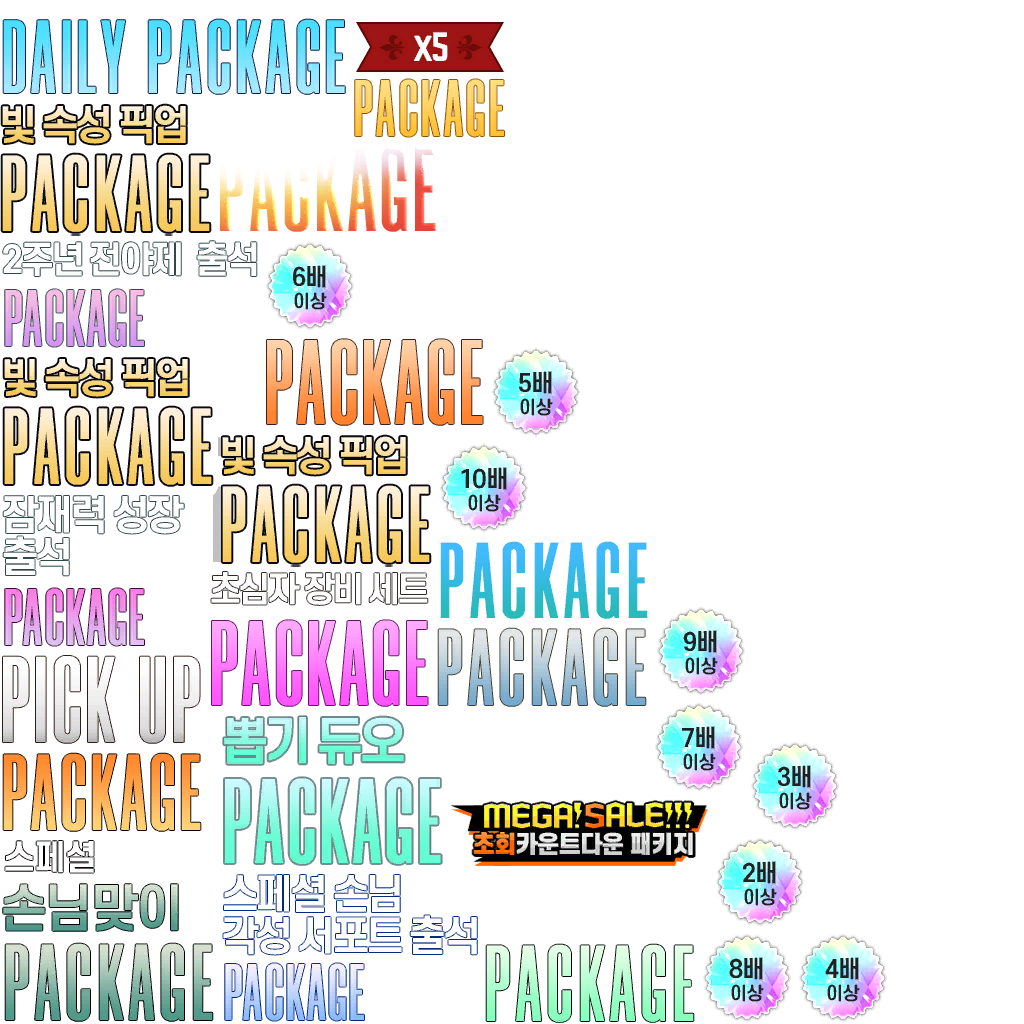 DAILY PACKAGE
X5
PACKAGE
빛 속성 픽업
PACKAGE
PACKAGE
2주년 전야제 출석
6배
이상
PACKAGE
PACKAGE
빛 속성 픽업
PACKAGE
5배
이상
빛 속성 픽업
PACKAGE
10배
이상
잠재력 성장
출석
PACKAGE
초심자 장비 세트
PACKAGE
PACKAGE
PACKAGE
9배
이상
PICK UP
뽑기 듀오
PACKAGE
7배
이상
PACKAGE
3배
이상
MEGA!SALE!!!
초회카운트다운 패키지
스페셜
손님맞이
PACKAGE
2배
이상
스페셜 손님
각성 서포트 출석
PACKAGE
PACKAGE
8배
이상
4배
이상